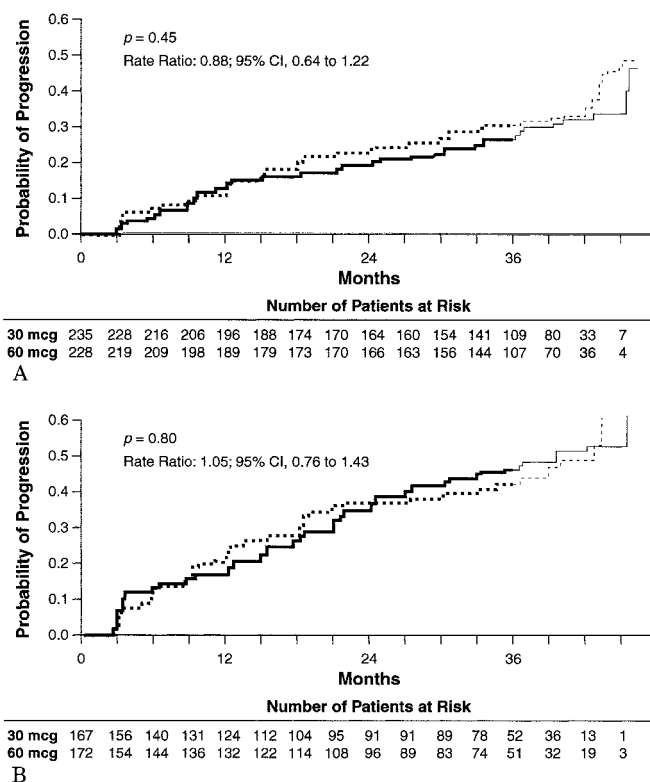 0.6
p = 0.45
0.5
Rate Ratio: 0.88; 95% CI, 0.64 to 1.22
0.4
0.3
0.2
0.1
0.0
Probability of Progression
0 12 24 36
Months
Number of Patients at Risk
30 mcg 235 228 216 206 196 188 174 170 164 160 154 141 109 80 33 7
60 mcg 228 219 209 198 189 179 173 170 166 163 156 144 107 70 36 4
A
0.6
p = 0.80
Rate Ratio: 1.05; 95% CI, 0.76 to 1.43
0.5
0.4
0.3
0.2
0.1
0.0
Probability of Progression
0 12 24 36
Months
Number of Patients at Risk
30 mcg 167 156 140 131 124 112 104 95 91 91 89 78 52 36 13 1
60 mcg 172 154 144 136 132 122 114 108 96 89 83 74 51 32 19 3
B